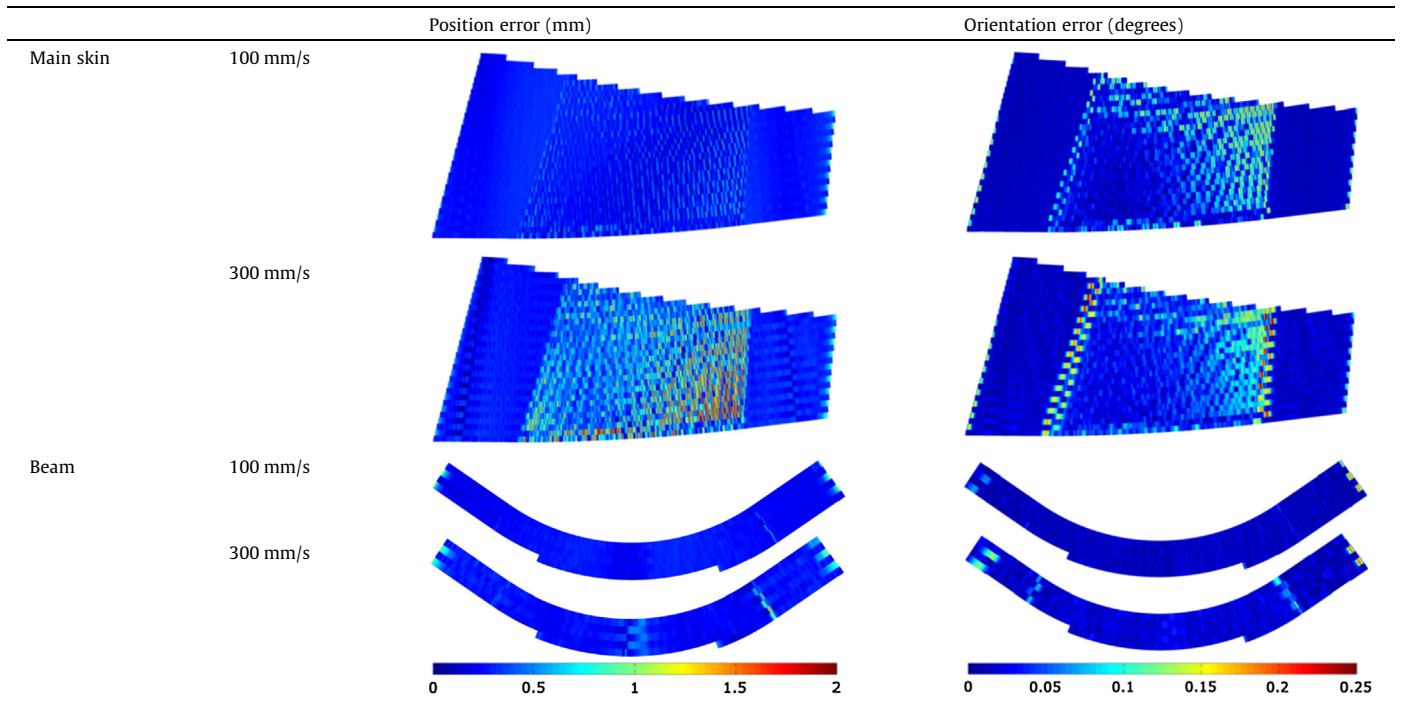 Position error (mm) Orientation error (degrees)
Main skin 100 mm/s
300 mm/s
Beam 100 mm/s
300 mm/s
0 0.5 1 1.5 2 0 0.05 0.1 0.15 0.2 0.25